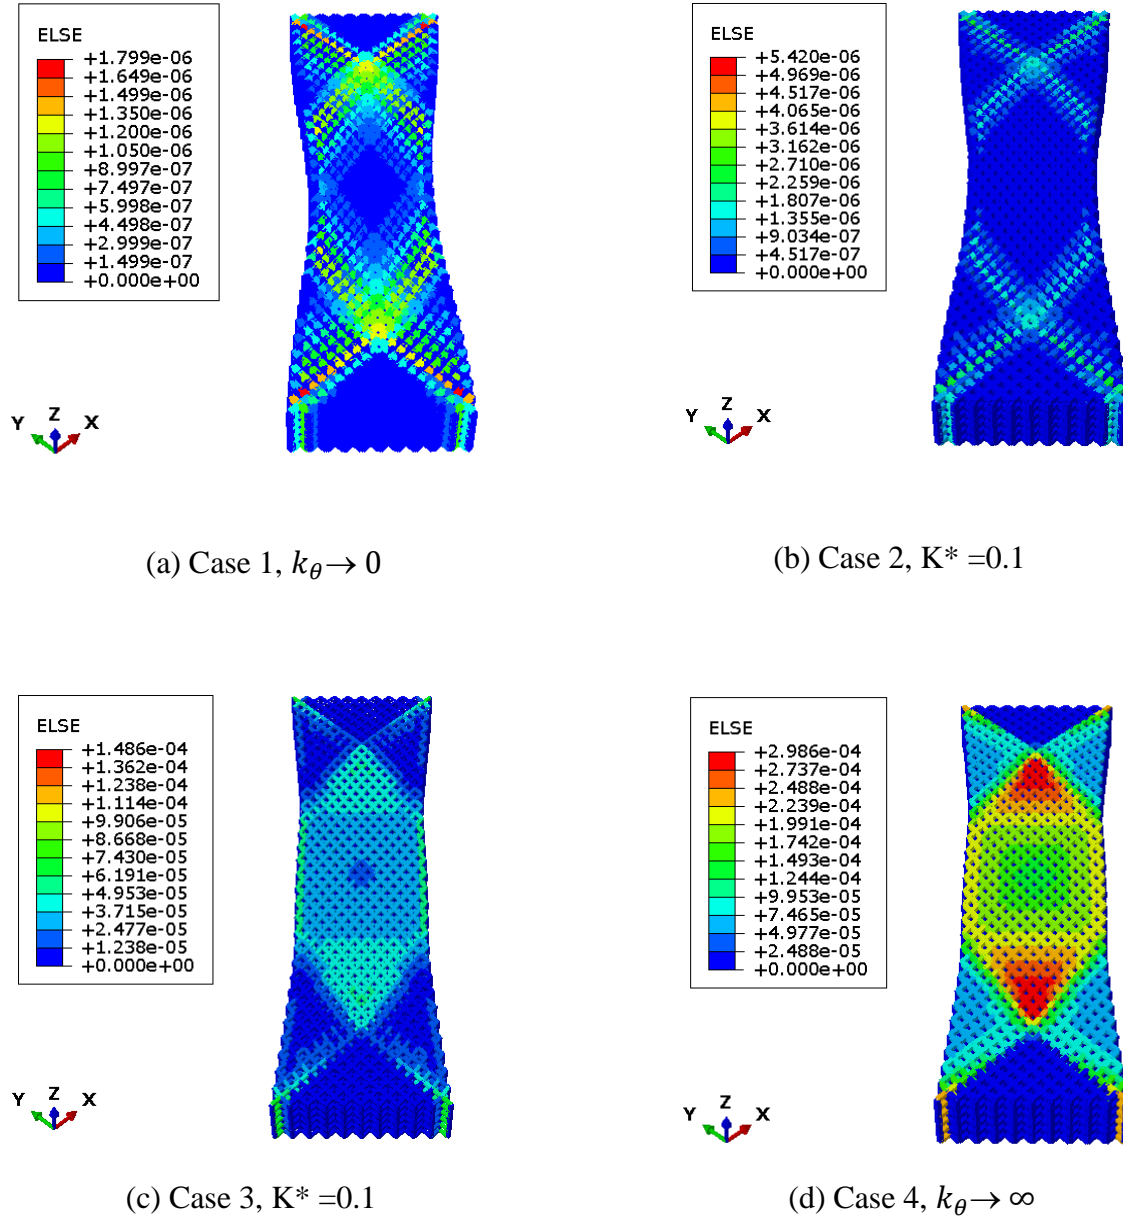 ELSE
+1.799e-06
+1.649e-06
+1.499e-06
+1.350e-06
+1.200e-06
+1.050e-06
+8.997e-07
+7.497e-07
+5.998e-07
+4.498e-07
+2.999e-07
+1.499e-07
+0.000e+00
Y Z X
(a) Case 1, k_θ → 0
ELSE
+5.420e-06
+4.969e-06
+4.517e-06
+4.065e-06
+3.614e-06
+3.162e-06
+2.710e-06
+2.259e-06
+1.807e-06
+1.355e-06
+9.034e-07
+4.517e-07
+0.000e+00
Y Z X
(b) Case 2, K* =0.1
ELSE
+1.486e-04
+1.362e-04
+1.238e-04
+1.114e-04
+9.906e-05
+8.668e-05
+7.430e-05
+6.191e-05
+4.953e-05
+3.715e-05
+2.477e-05
+1.238e-05
+0.000e+00
Y Z X
(c) Case 3, K* =0.1
ELSE
+2.986e-04
+2.737e-04
+2.488e-04
+2.239e-04
+1.991e-04
+1.742e-04
+1.493e-04
+1.244e-04
+9.953e-05
+7.465e-05
+4.977e-05
+2.488e-05
+0.000e+00
Y Z X
(d) Case 4, k_θ → ∞